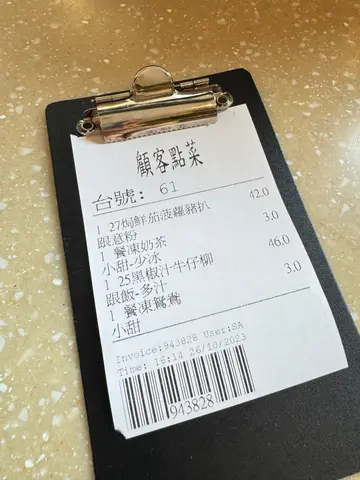 顧客點菜
台號： 61
1 27焗鮮茄菠蘿豬扒 42.0
跟意粉
1 餐凍奶茶 3.0
小甜-少冰
1 25黑椒汁牛仔柳 46.0
跟飯-多汁
1 餐凍鴛鴦 3.0
小甜
Invoice:943828 User:SA
Time: 16:14 26/10/2023
943828